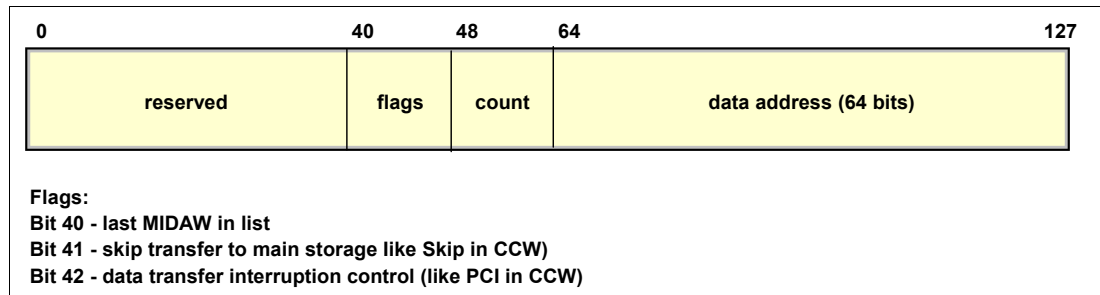 0 40 48 64 127
reserved flags count data address (64 bits)
Flags:
Bit 40 - last MIDAW in list
Bit 41 - skip transfer to main storage like Skip in CCW)
Bit 42 - data transfer interruption control (like PCI in CCW)